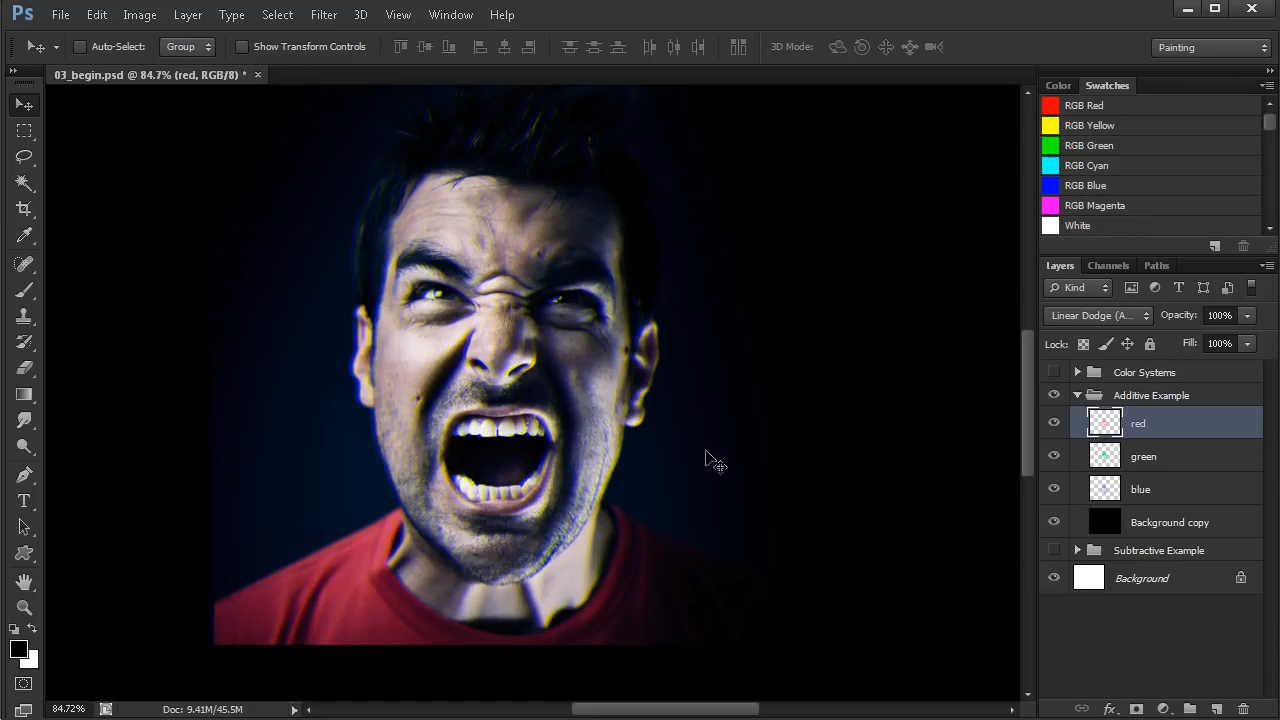 Ps File Edit Image Layer Type Select Filter 3D View Window Help
Auto-Select: Group Show Transform Controls 3D Mode: Painting
03_begin.psd @ 84.7% (red, RGB/8) *
Color Swatches
RGB Red
RGB Yellow
RGB Green
RGB Cyan
RGB Blue
RGB Magenta
White
Layers Channels Paths
Kind
Linear Dodge (A... Opacity: 100%
Lock: Fill: 100%
Color Systems
Additive Example
red
green
blue
Background copy
Subtractive Example
Background
84.72% Doc: 9.41M/45.5M